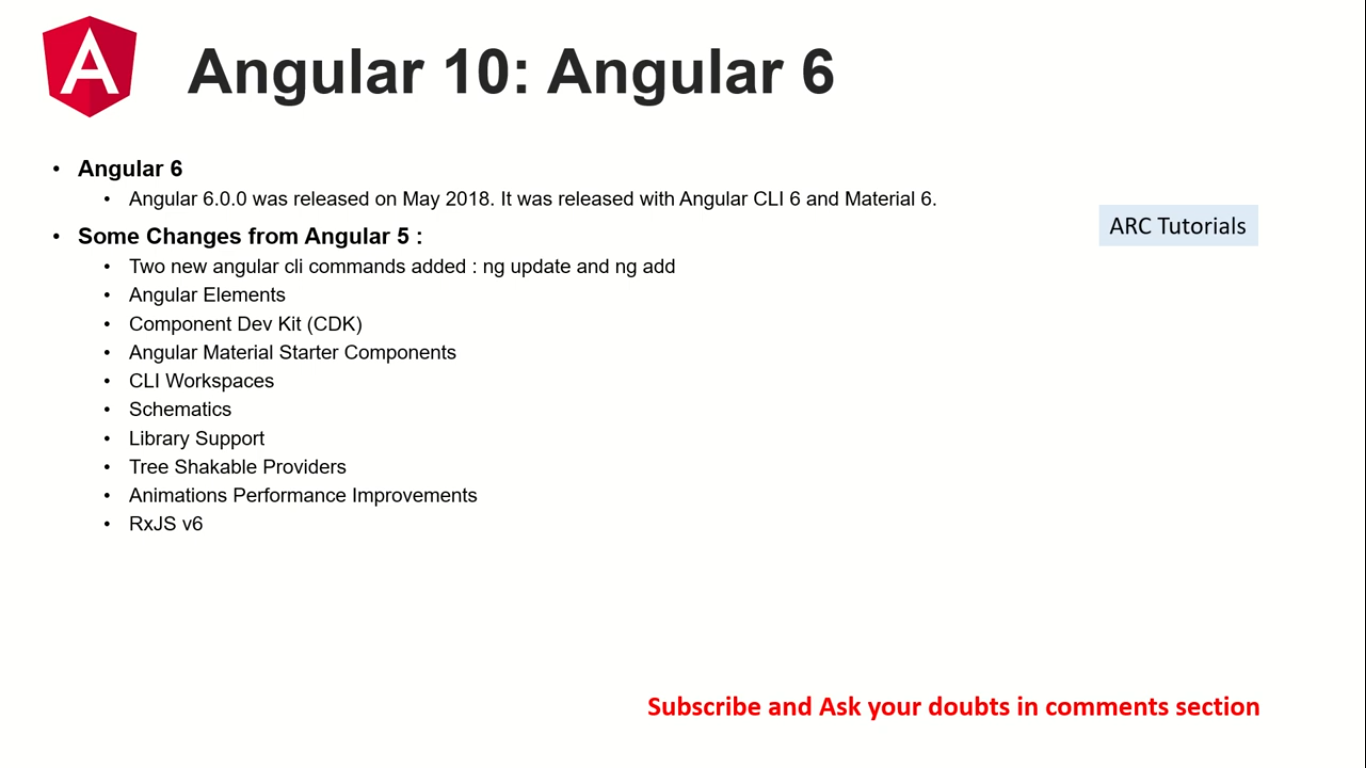 Angular 10: Angular 6
• Angular 6
• Angular 6.0.0 was released on May 2018. It was released with Angular CLI 6 and Material 6.
ARC Tutorials
• Some Changes from Angular 5 :
• Two new angular cli commands added : ng update and ng add
• Angular Elements
• Component Dev Kit (CDK)
• Angular Material Starter Components
• CLI Workspaces
• Schematics
• Library Support
• Tree Shakable Providers
• Animations Performance Improvements
• RxJS v6
Subscribe and Ask your doubts in comments section